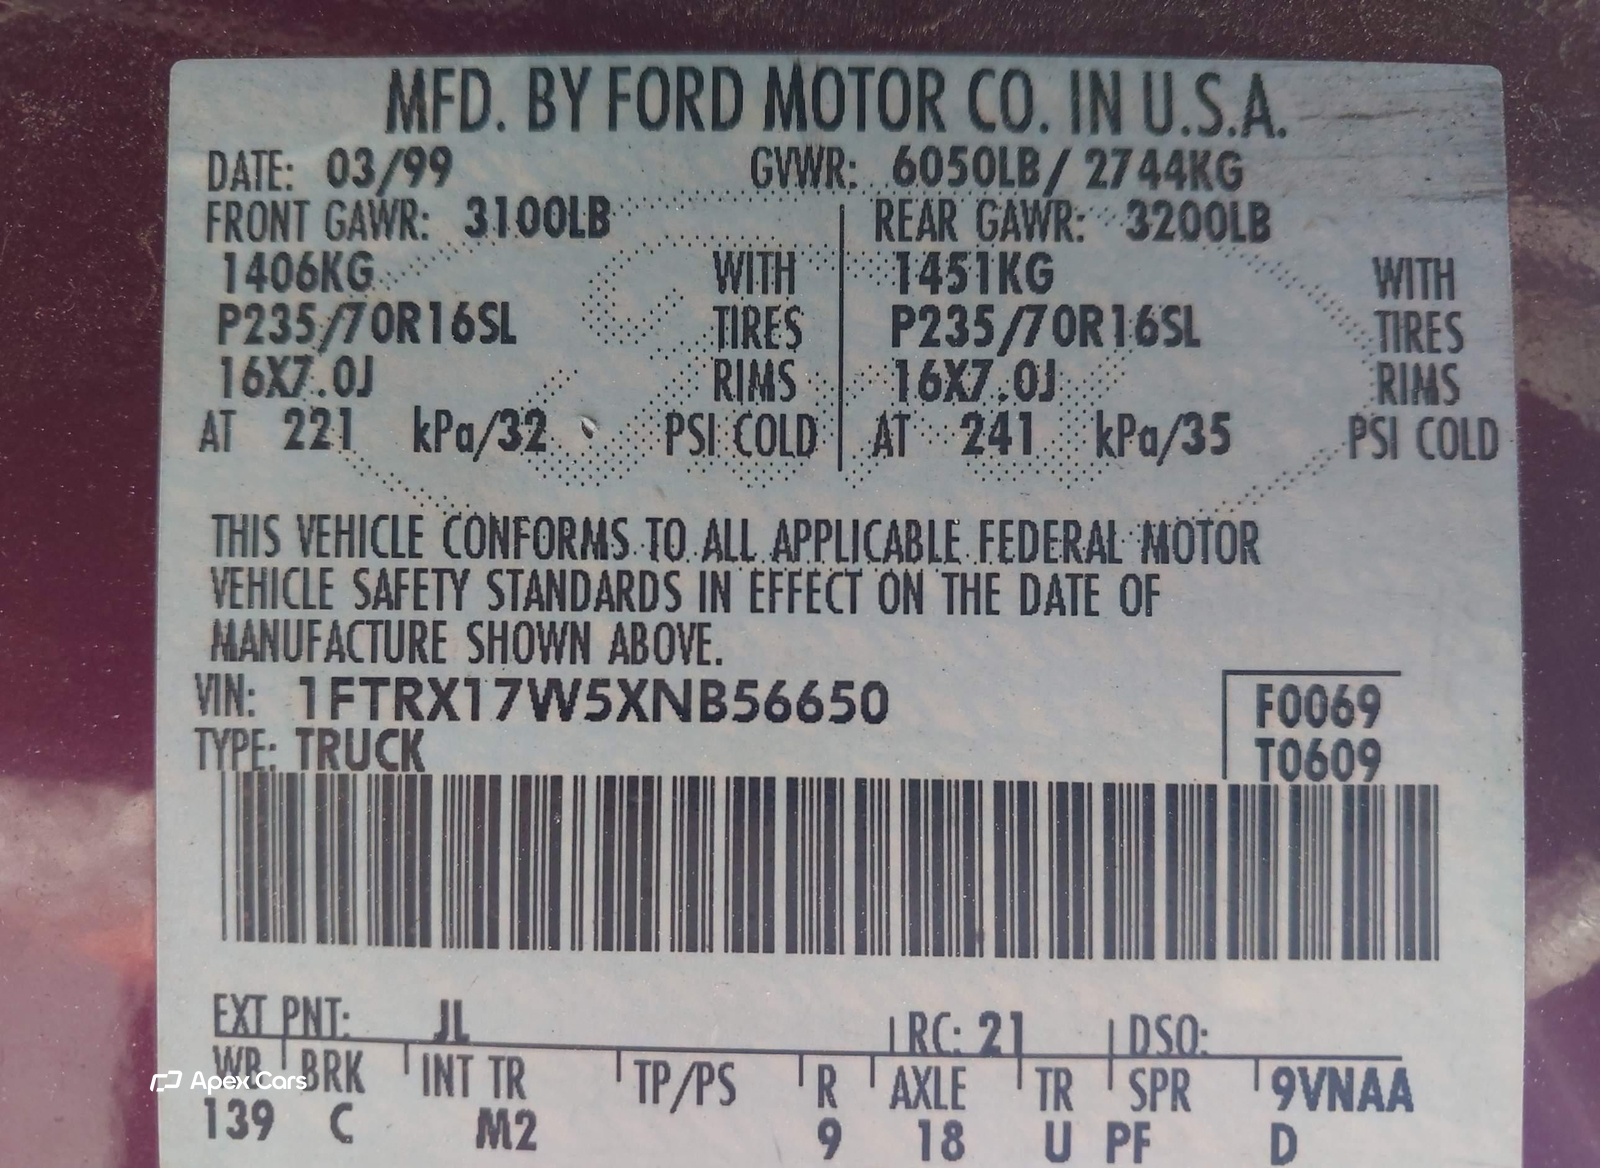 MFD. BY FORD MOTOR CO. IN U.S.A.
DATE: 03/99 GVWR: 6050LB/ 2744KG
FRONT GAWR: 3100LB REAR GAWR: 3200LB
1406KG WITH 1451KG WITH
P235/70R16SL TIRES P235/70R16SL TIRES
16X7.0J RIMS 16X7.0J RIMS
AT 221 kPa/32 PSI COLD AT 241 kPa/35 PSI COLD
THIS VEHICLE CONFORMS TO ALL APPLICABLE FEDERAL MOTOR
VEHICLE SAFETY STANDARDS IN EFFECT ON THE DATE OF
MANUFACTURE SHOWN ABOVE.
VIN: 1FTRX17W5XNB56650 F0069
TYPE: TRUCK T0609
EXT PNT: JL RC: 21 DSO:
WB BRK INT TR TP/PS R AXLE TR SPR 9VNAA
Apex Cars
139 C M2 9 18 U PF D